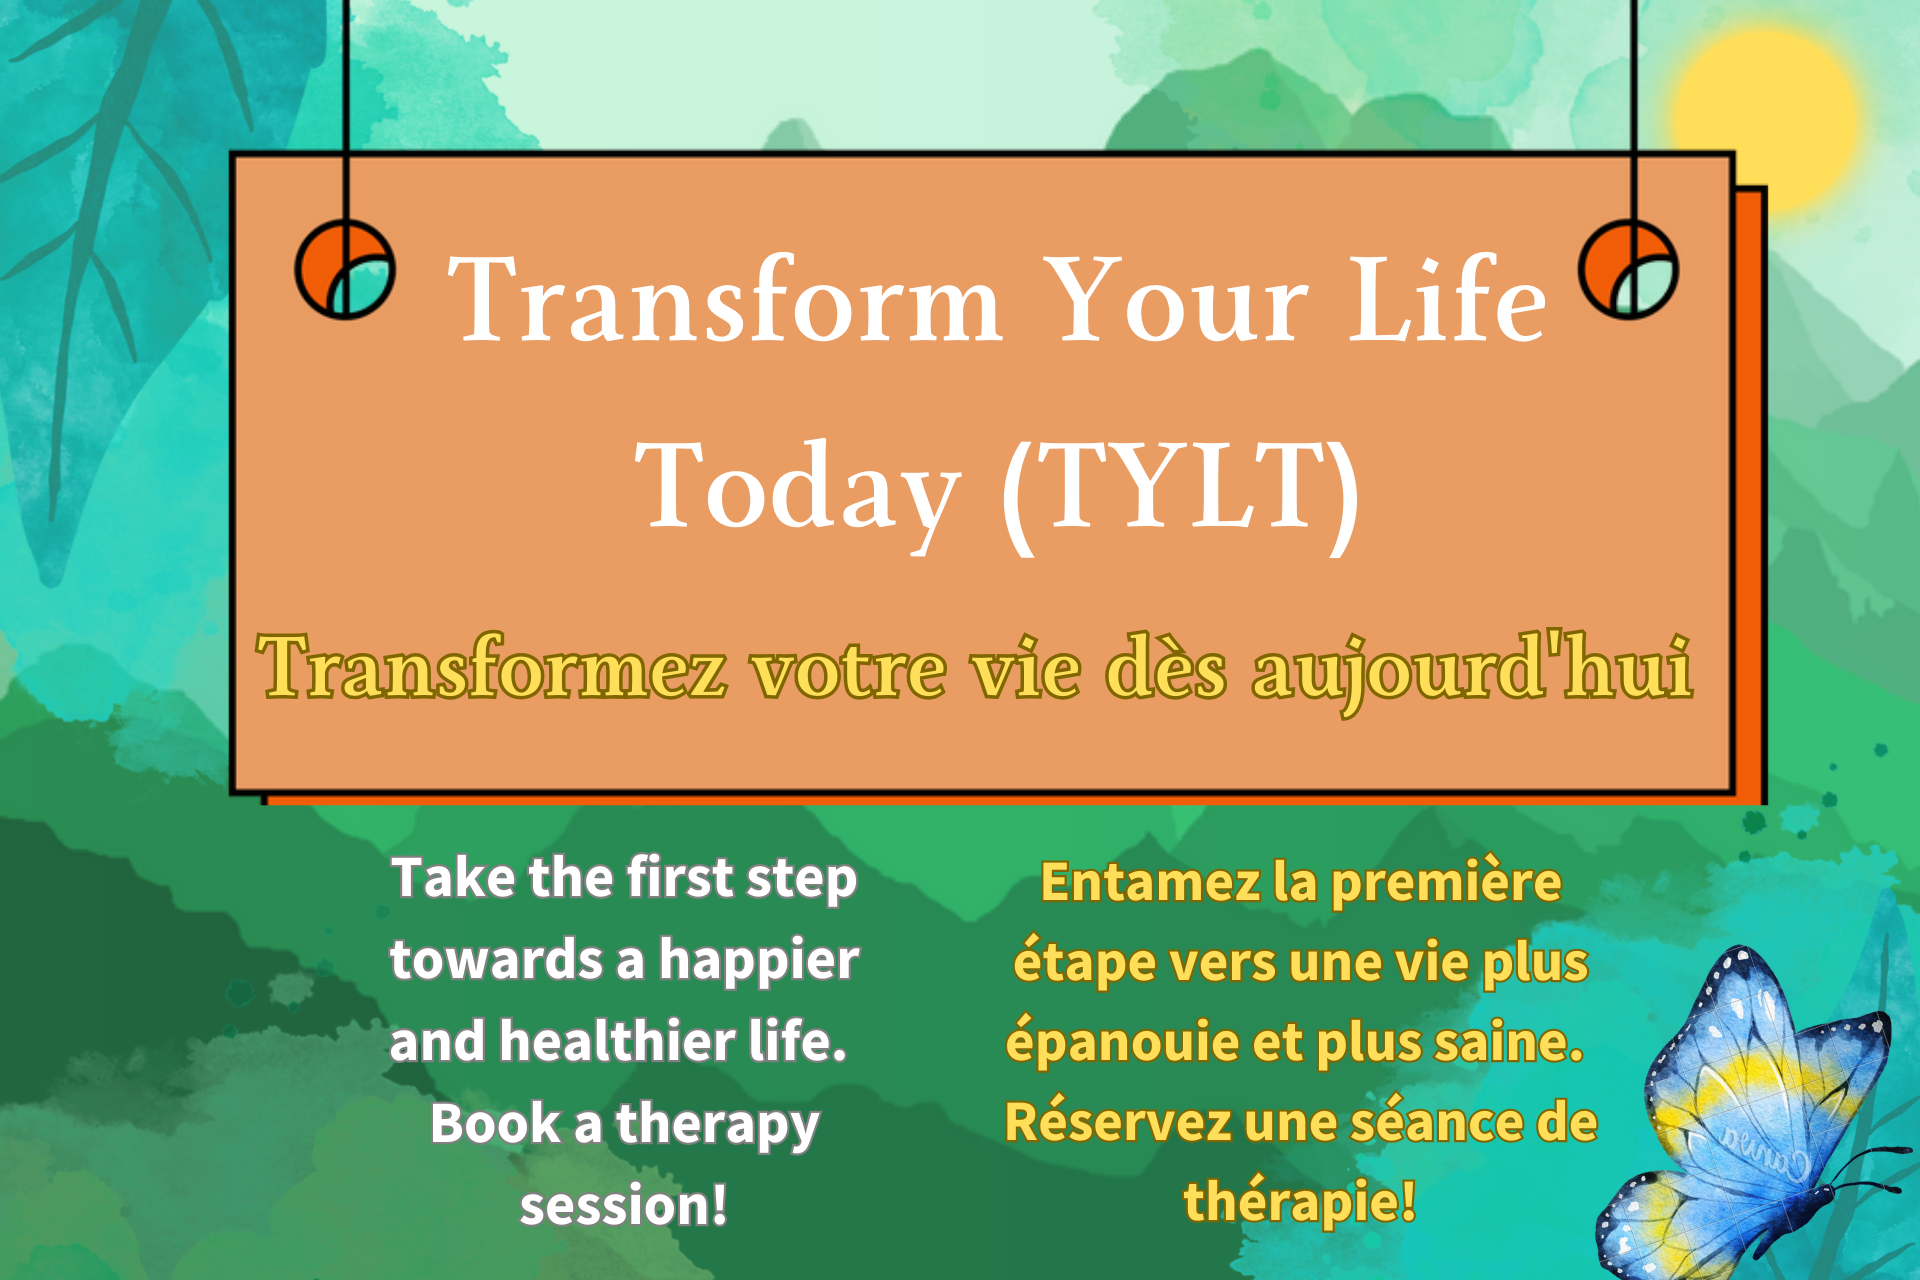 Transform Your Life
Today (TYLT)
Transformez votre vie dès aujourd'hui
Take the first step
towards a happier
and healthier life.
Book a therapy
session!
Entamez la première
étape vers une vie plus
épanouie et plus saine.
Réservez une séance de
thérapie!
Canva